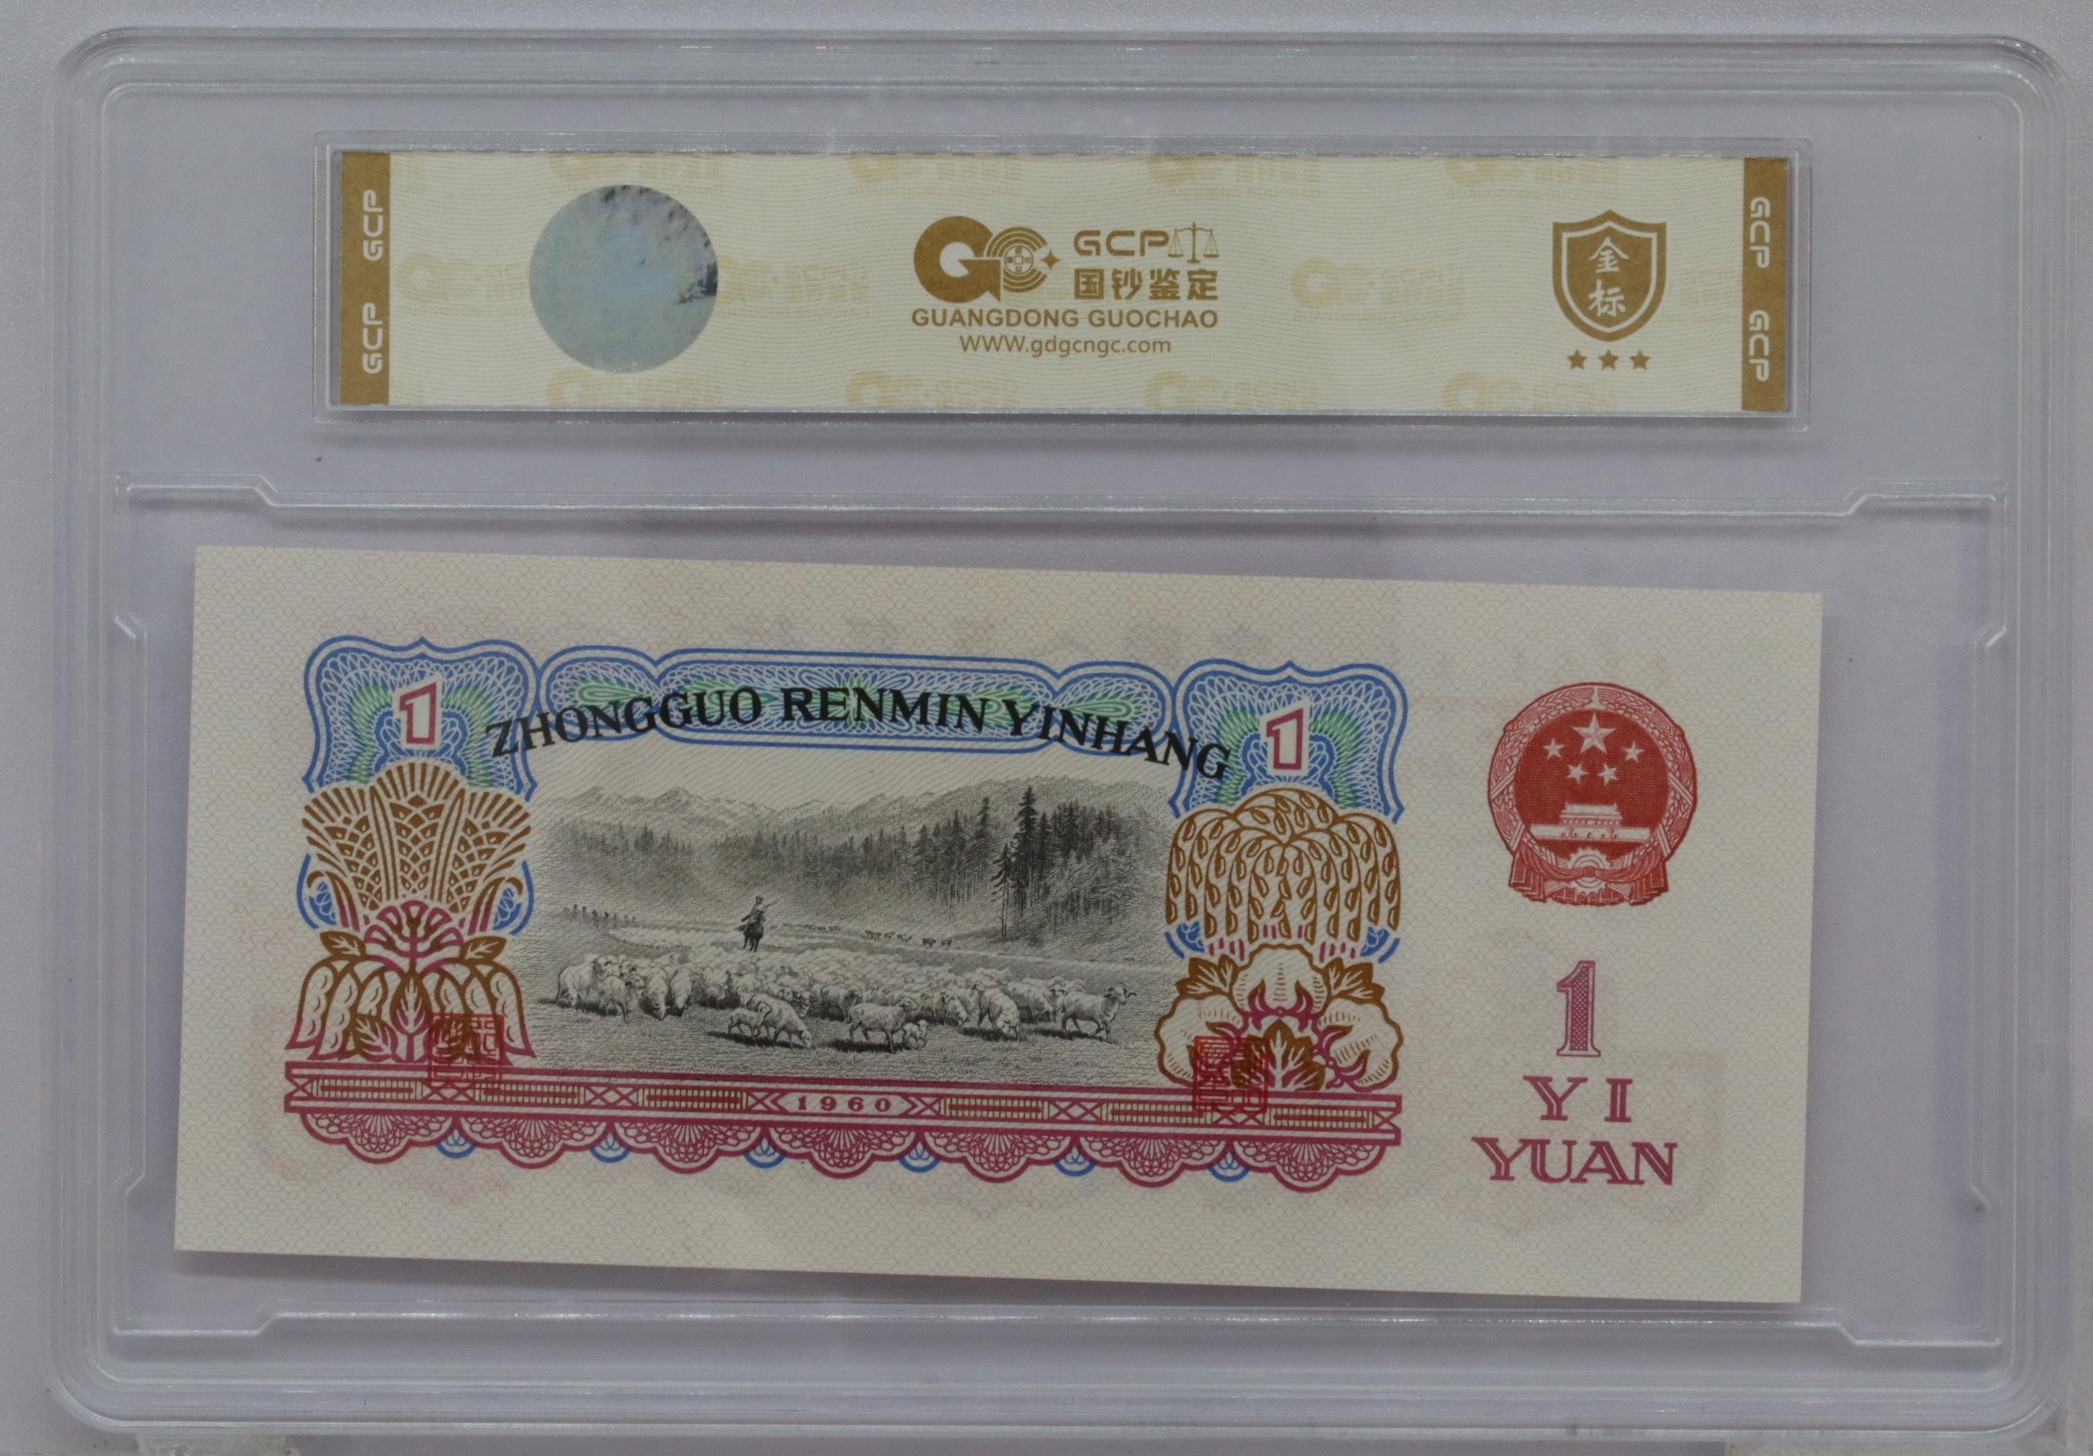 GCP GCP
GCP
国钞鉴定
GUANGDONG GUOCHAO
WWW.gdgcngc.com
金
标
GCP GCP
1
ZHONGGUO RENMIN YINHANG
1
1960
1
YI
YUAN